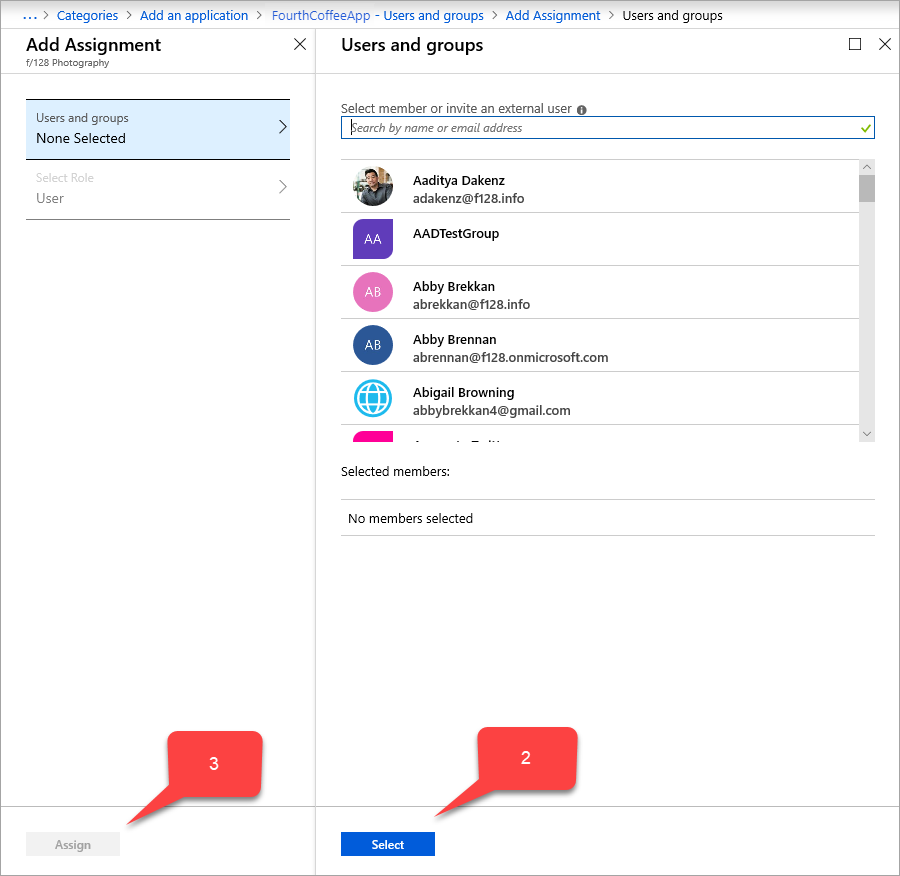 ... > Categories > Add an application > FourthCoffeeApp - Users and groups > Add Assignment > Users and groups
Add Assignment
f/128 Photography
Users and groups
None Selected
Select Role
User
3
Assign
Users and groups
Select member or invite an external user
Search by name or email address
Aaditya Dakenz
adakenz@f128.info
AA
AADTestGroup
AB
Abby Brekkan
abrekkan@f128.info
AB
Abby Brennan
abrennan@f128.onmicrosoft.com
Abigail Browning
abbybrekkan4@gmail.com
Selected members:
No members selected
2
Select